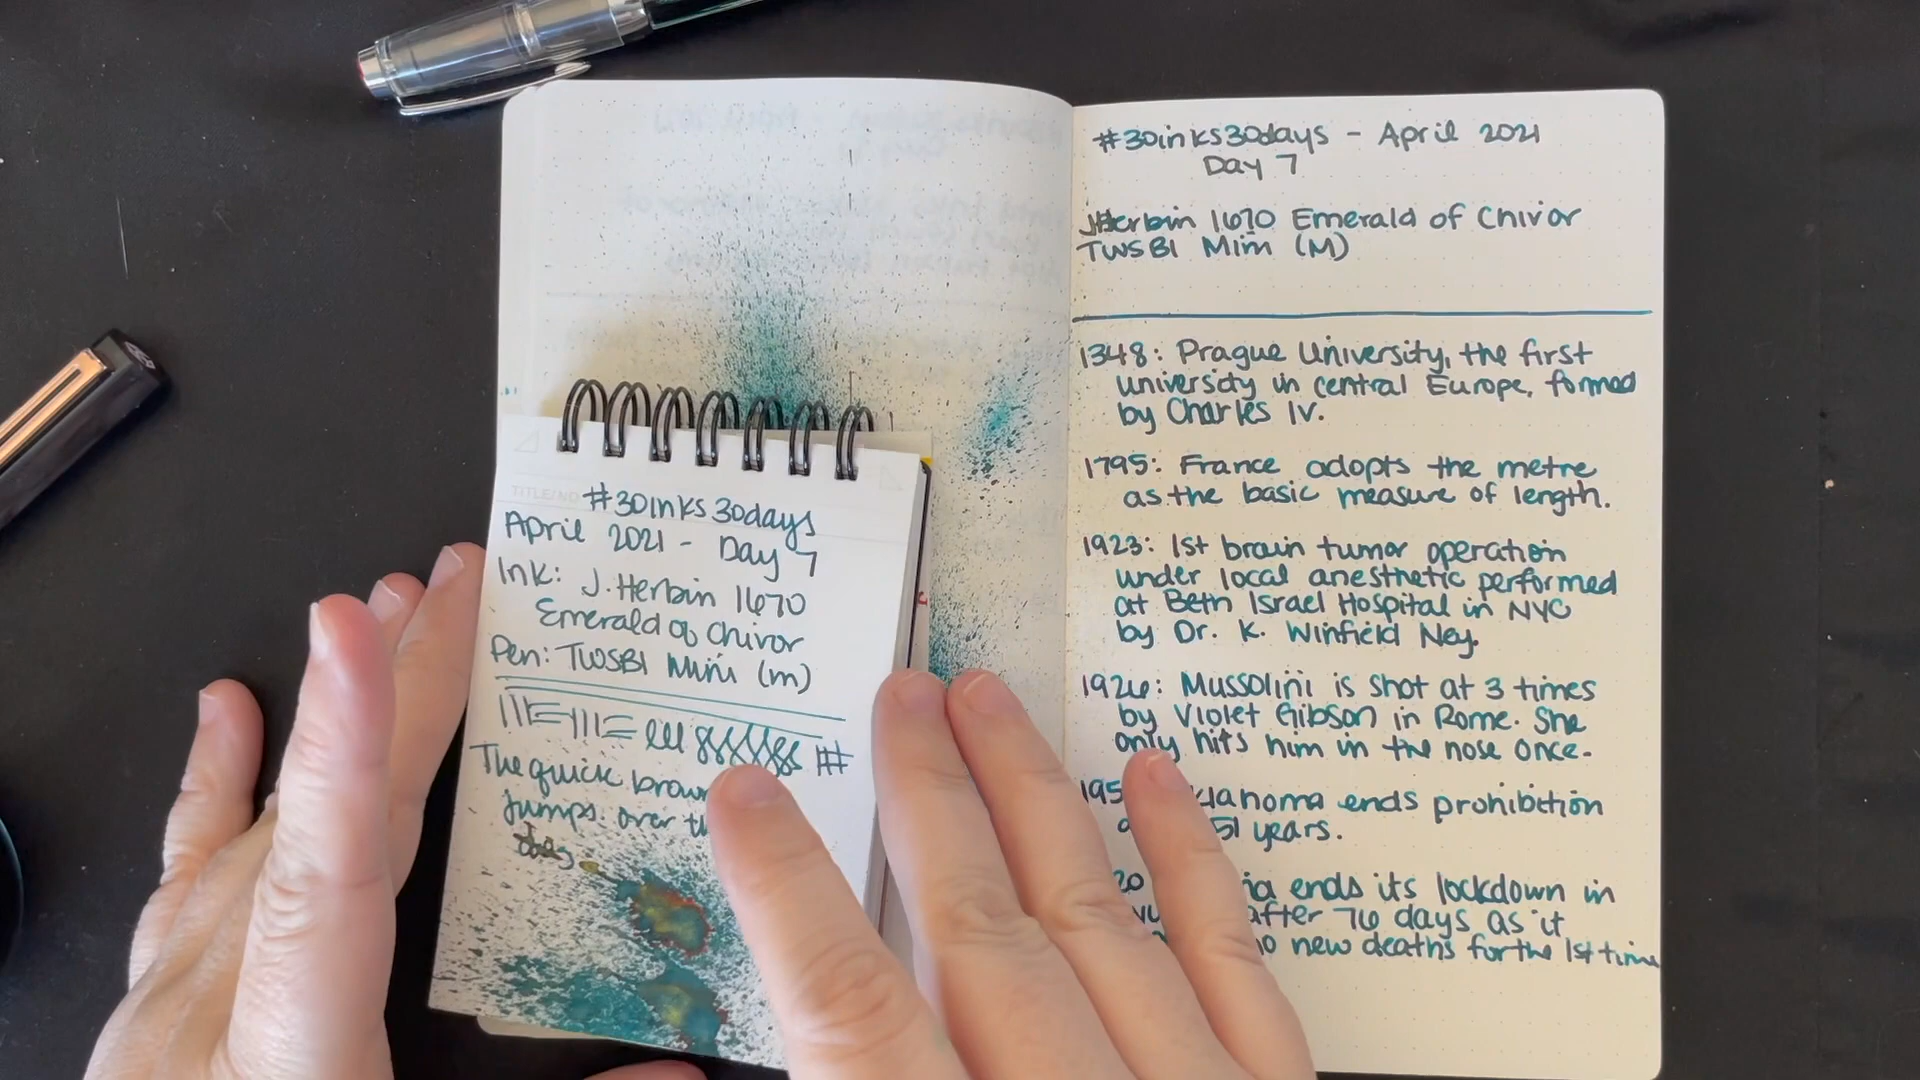 #30inks30days - April 2021
Day 7
J.Herbin 1670 Emerald of Chivor
TWSBI Mini (M)
1348: Prague University, the first
university in central Europe, formed
by Charles IV.
1795: France adopts the metre
as the basic measure of length.
1923: 1st brain tumor operation
under local anesthetic performed
at Beth Israel Hospital in NYC
by Dr. K. Winfield Ney.
1926: Mussolini is shot at 3 times
by Violet Gibson in Rome. She
only hits him in the nose once.
ends prohibition
51 years.
ends its lockdown in
after 76 days as it
new deaths for the 1st time
TITLE/NO
#30inks30days
April 2021 - Day 7
Ink: J.Herbin 1670
Emerald of Chivor
Pen: TWSBI Mini (m)
The quick brown
jumps over
dog